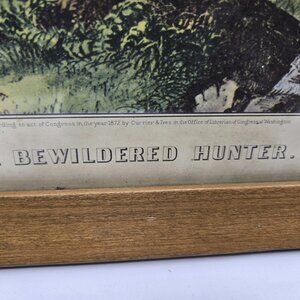 ding to act of Congress in the year 1872 by Currier & Ives in the Office of Librarian of Congress at Washington
BEWILDERED HUNTER.